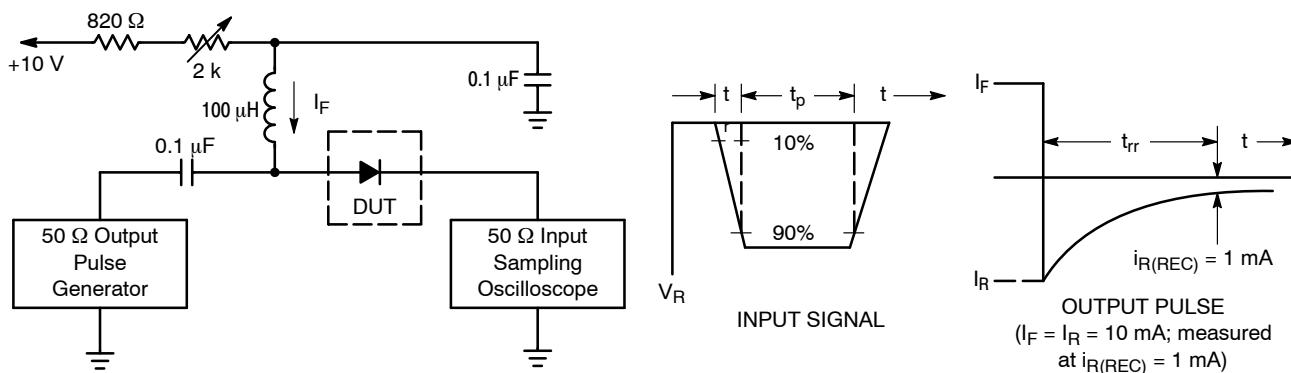 820 Ω
+10 V
2 k
100 μH
I_F
0.1 μF
0.1 μF
DUT
50 Ω Output
Pulse
Generator
50 Ω Input
Sampling
Oscilloscope
t_r
t_p
t
10%
90%
V_R
INPUT SIGNAL
I_F
t_rr
t
i_R(REC) = 1 mA
I_R
OUTPUT PULSE
(I_F = I_R = 10 mA; measured
at i_R(REC) = 1 mA)